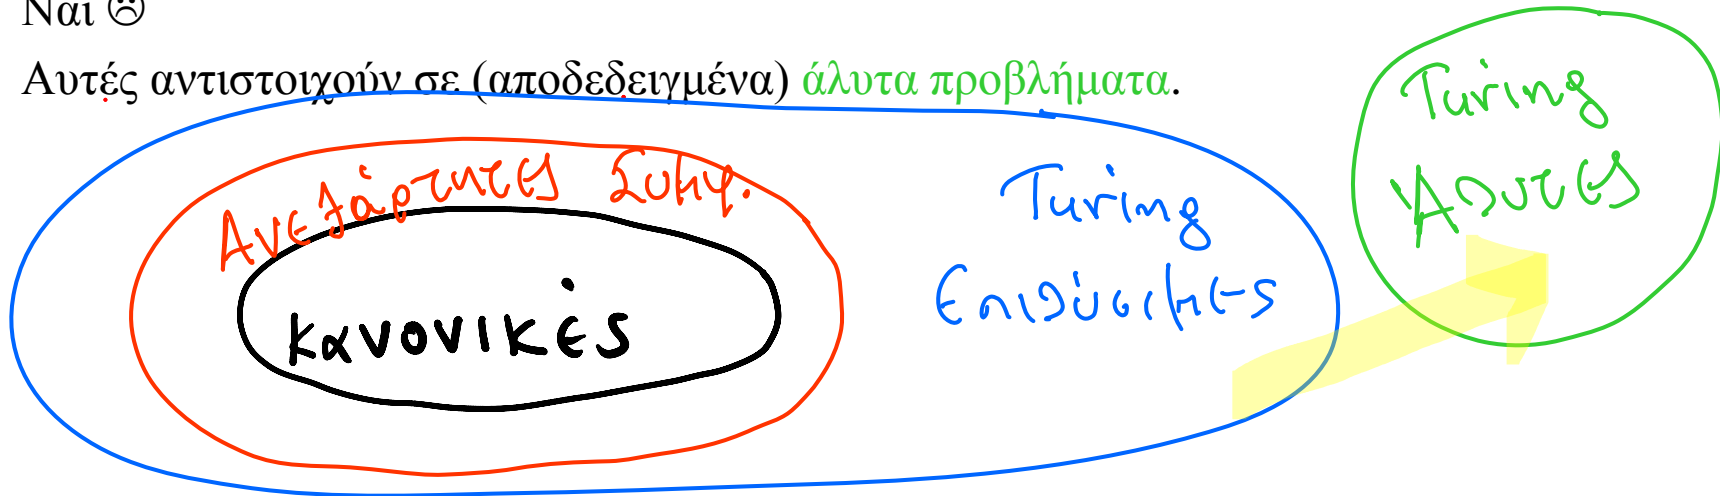 Ναι ☹
Αυτές αντιστοιχούν σε (αποδεδειγμένα) άλυτα προβλήματα.
Turing
Άλυτες
Ανεξάρτητες Συμφ.
Turing
Επιλύσιμες
κανονικές